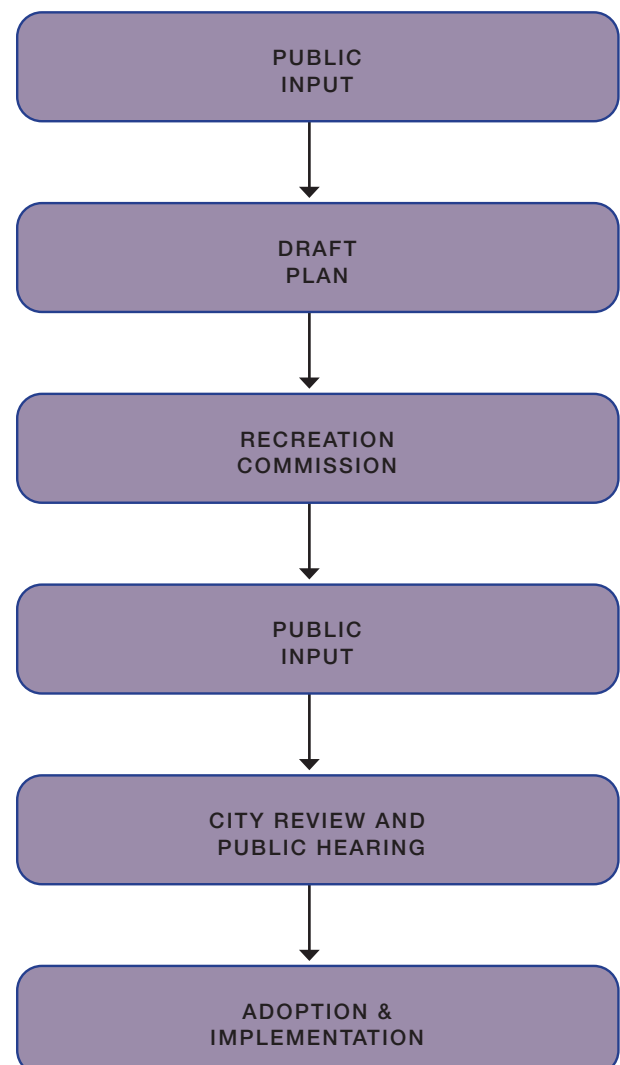 PUBLIC
INPUT
DRAFT
PLAN
RECREATION
COMMISSION
PUBLIC
INPUT
CITY REVIEW AND
PUBLIC HEARING
ADOPTION &
IMPLEMENTATION